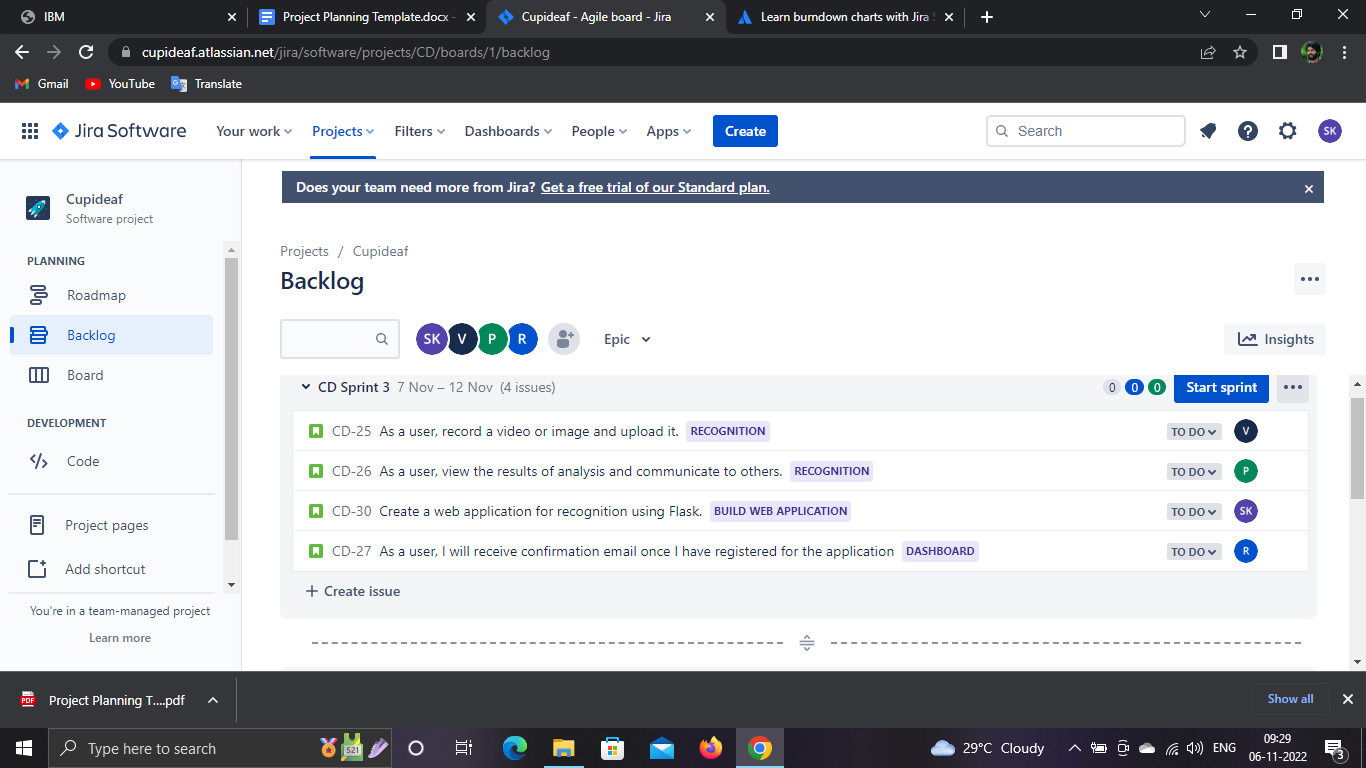 IBM
Project Planning Template.docx -
Cupideaf - Agile board - Jira
Learn burndown charts with Jira S
cupideaf.atlassian.net/jira/software/projects/CD/boards/1/backlog
Gmail YouTube Translate
Jira Software Your work Projects Filters Dashboards People Apps Create Search SK
Does your team need more from Jira? Get a free trial of our Standard plan.
Cupideaf
Software project
PLANNING
Roadmap
Backlog
Board
DEVELOPMENT
Code
Project pages
Add shortcut
You're in a team-managed project
Learn more
Projects / Cupideaf
Backlog
SK V P R Epic Insights
CD Sprint 3 7 Nov – 12 Nov (4 issues) 0 0 0 Start sprint
CD-25 As a user, record a video or image and upload it. RECOGNITION TO DO V
CD-26 As a user, view the results of analysis and communicate to others. RECOGNITION TO DO P
CD-30 Create a web application for recognition using Flask. BUILD WEB APPLICATION TO DO SK
CD-27 As a user, I will receive confirmation email once I have registered for the application DASHBOARD TO DO R
+ Create issue
PDF Project Planning T....pdf Show all
Type here to search 521 29°C Cloudy ENG 09:29
06-11-2022 3